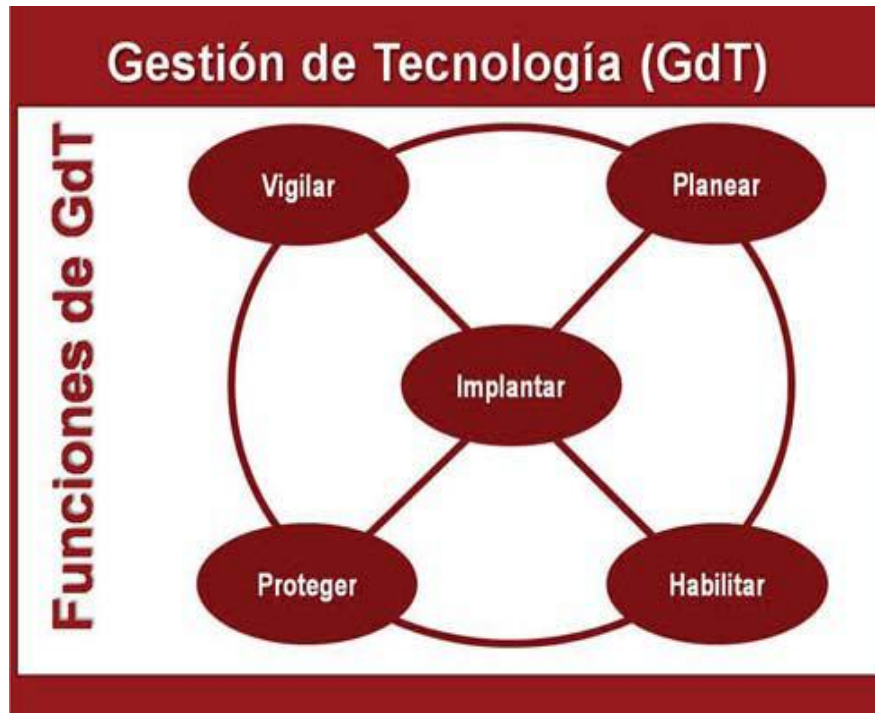 Gestión de Tecnología (GdT)
Funciones de GdT
Vigilar
Planear
Implantar
Proteger
Habilitar